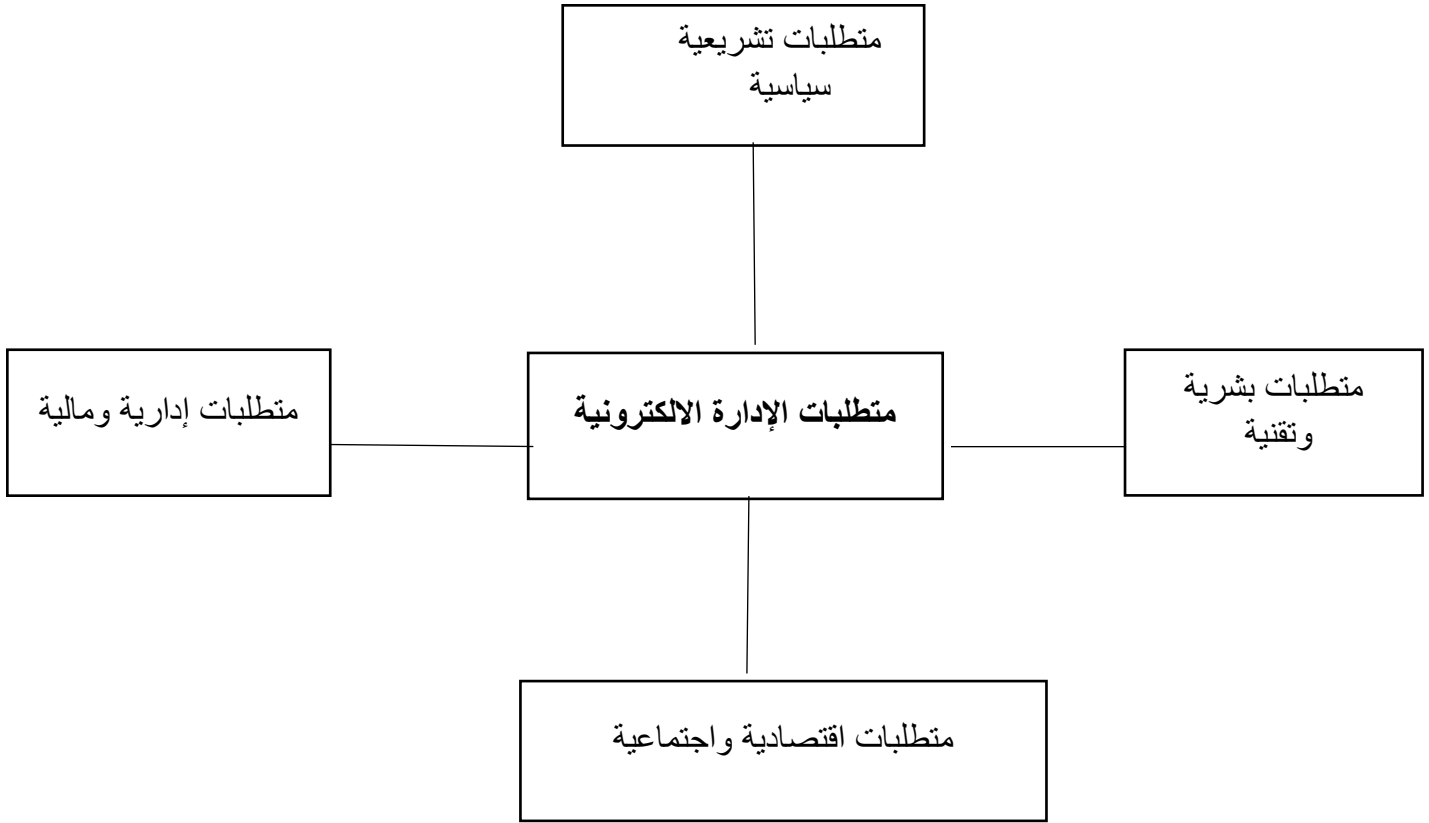 متطلبات تشريعية
سياسية
متطلبات بشرية
وتقنية
متطلبات الإدارة الالكترونية
متطلبات إدارية ومالية
متطلبات اقتصادية واجتماعية